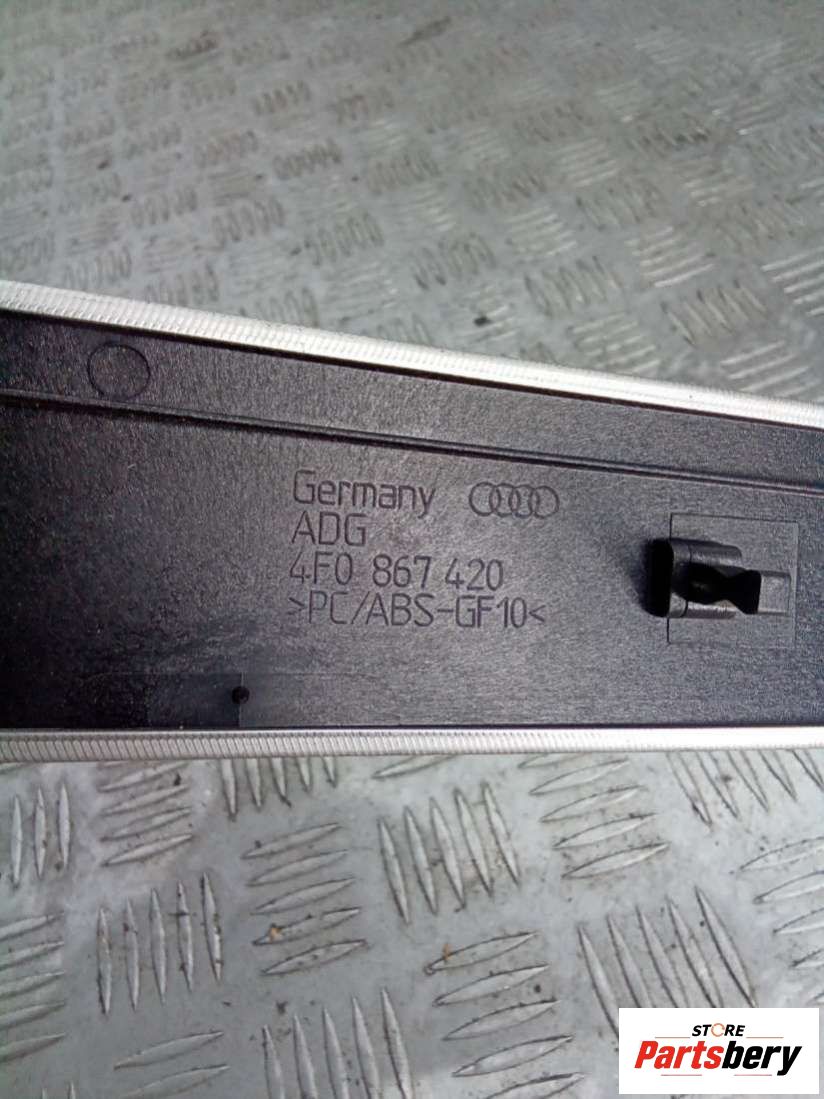 Germany
ADG
4F0 867 420
>PC/ABS-GF10<
STORE
Partsbery